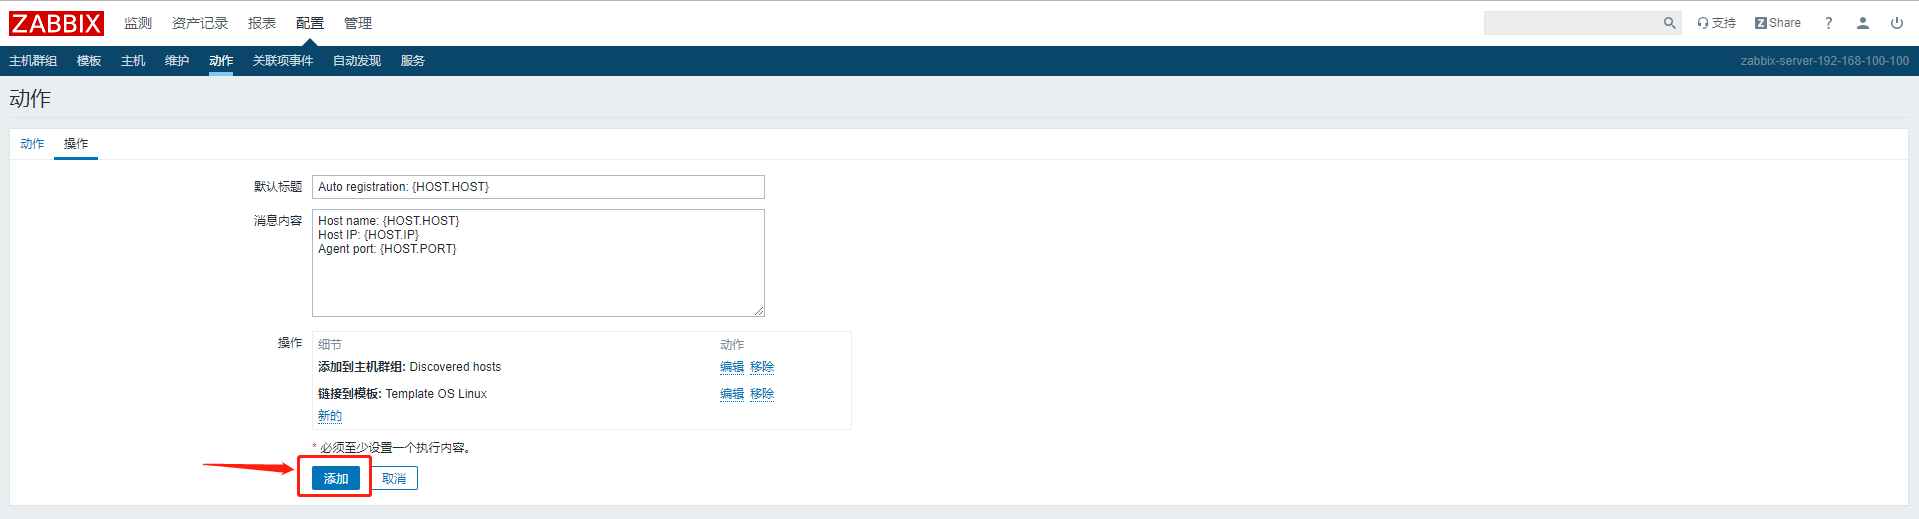 ZABBIX 监测 资产记录 报表 配置 管理 支持 Z Share ?
主机群组 模板 主机 维护 动作 关联项事件 自动发现 服务 zabbix-server-192-168-100-100
动作
动作 操作
默认标题 Auto registration: {HOST.HOST}
消息内容 Host name: {HOST.HOST}
Host IP: {HOST.IP}
Agent port: {HOST.PORT}
操作 细节 动作
添加到主机群组: Discovered hosts 编辑 移除
链接到模板: Template OS Linux 编辑 移除
新的
* 必须至少设置一个执行内容。
添加 取消